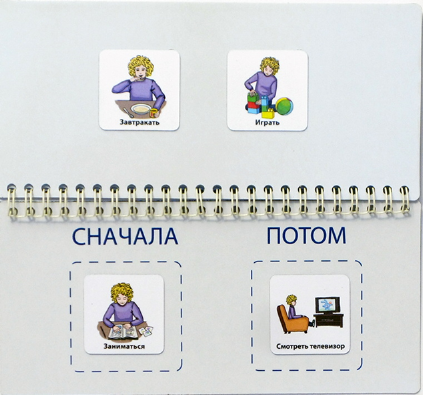 Завтракать
Играть
СНАЧАЛА
ПОТОМ
Заниматься
Смотреть телевизор